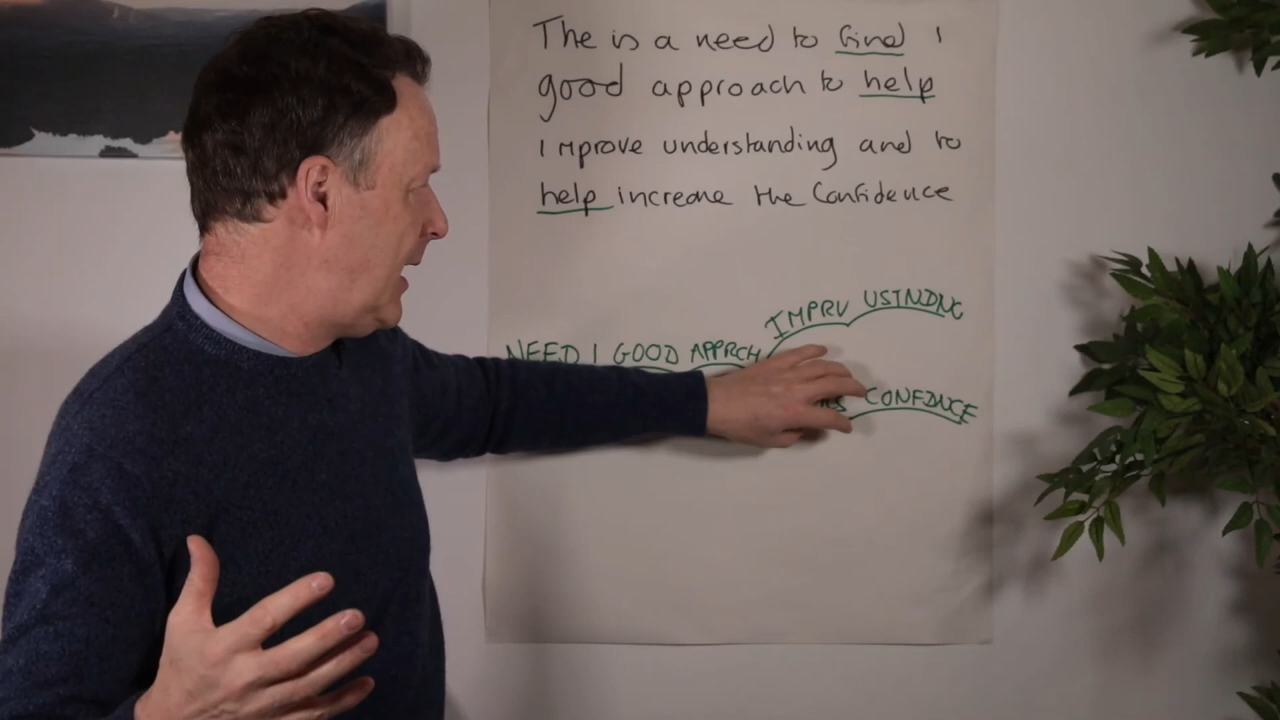 The is a need to find 1
good approach to help
improve understanding and to
help increase the Confidence
IMPRV USTNDNG
NEED 1 GOOD APPRCH
CONFDNCE